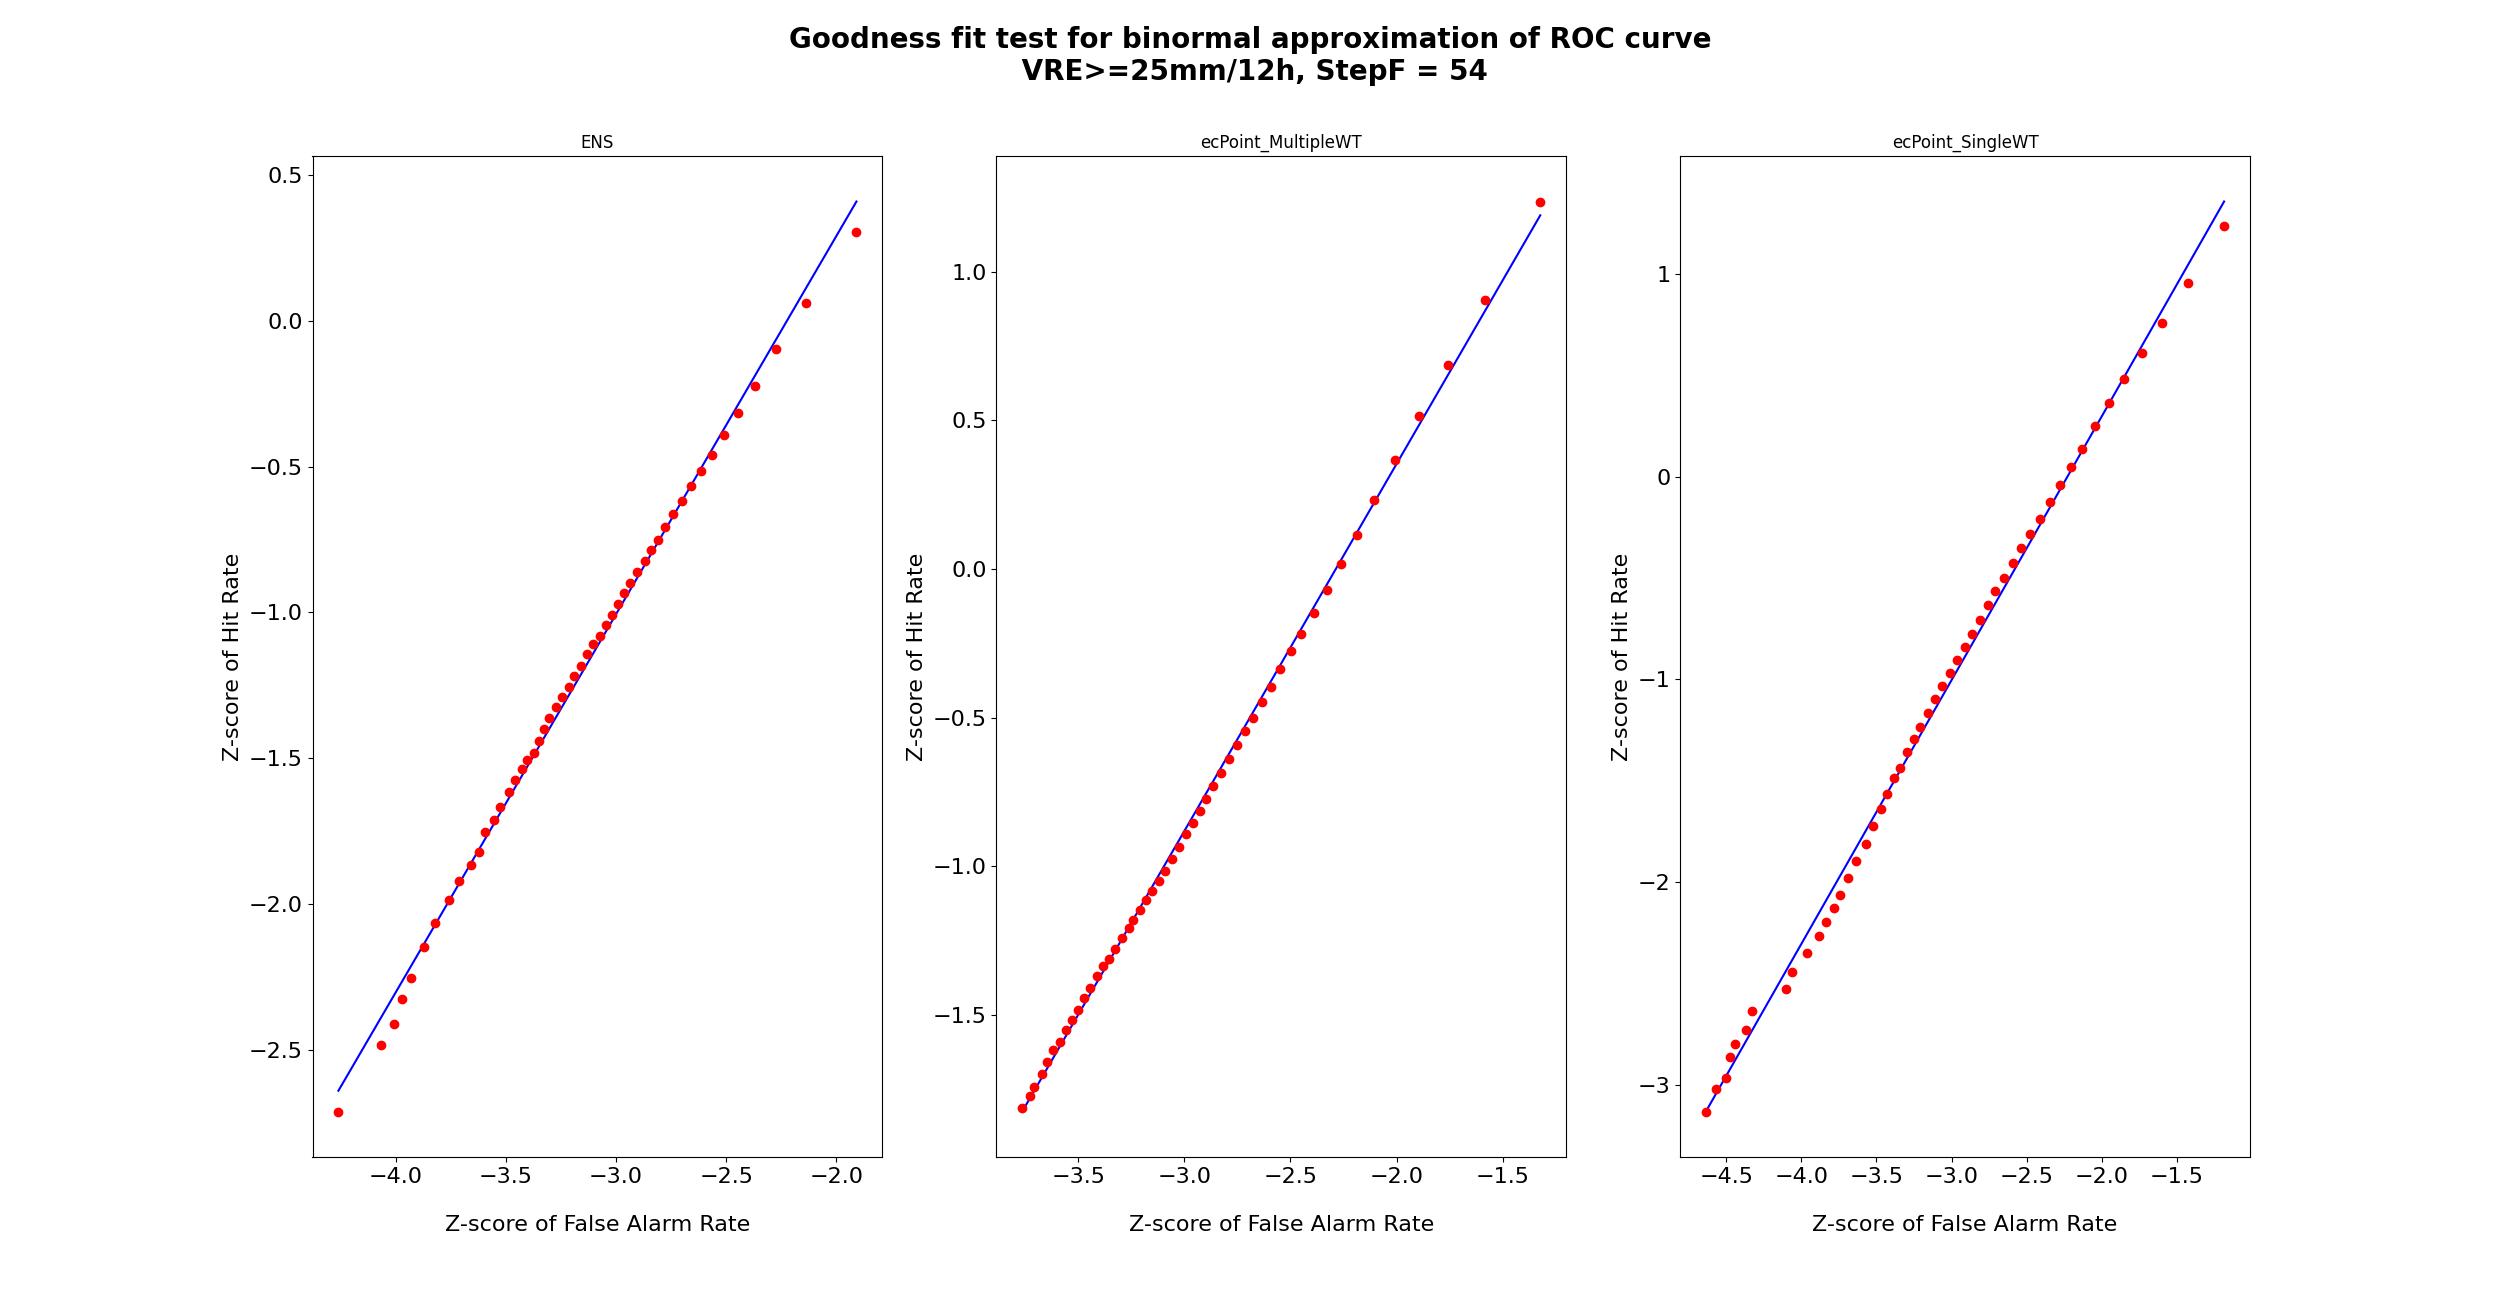 Goodness fit test for binormal approximation of ROC curve
VRE>=25mm/12h, StepF = 54
ENS
0.5
0.0
−0.5
−1.0
−1.5
−2.0
−2.5
Z-score of Hit Rate
−4.0 −3.5 −3.0 −2.5 −2.0
Z-score of False Alarm Rate
ecPoint_MultipleWT
1.0
0.5
0.0
−0.5
−1.0
−1.5
Z-score of Hit Rate
−3.5 −3.0 −2.5 −2.0 −1.5
Z-score of False Alarm Rate
ecPoint_SingleWT
1
0
−1
−2
−3
Z-score of Hit Rate
−4.5 −4.0 −3.5 −3.0 −2.5 −2.0 −1.5
Z-score of False Alarm Rate